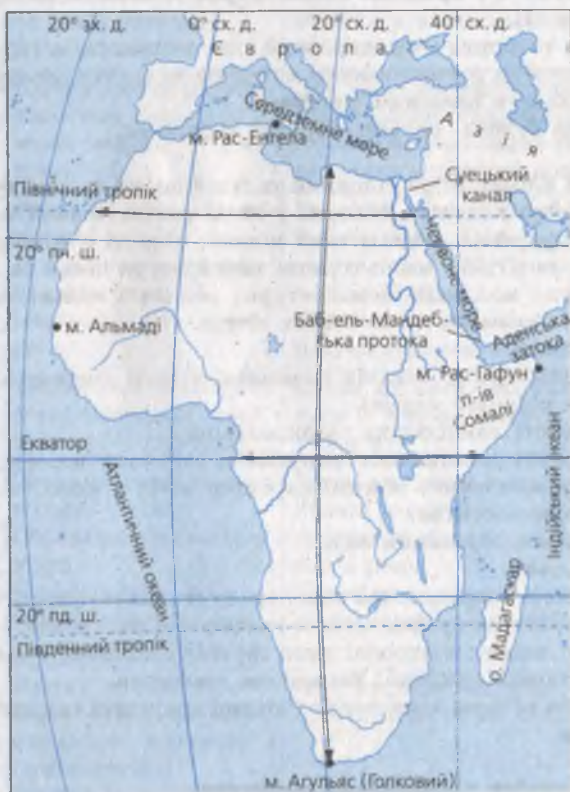 20° зх. д.
0° сх. д.
20° сх. д.
40° сх. д.
Європа
Азія
Середземне море
м. Рас-Енгела
Суецький
канал
Північний тропік
20° пн. ш.
Червоне море
м. Альмаді
Баб-ель-Мандеб-
ська протока
Аденська
затока
м. Рас-Гафун
п-ів
Сомалі
Екватор
Атлантичний океан
Індійський океан
20° пд. ш.
Південний тропік
о. Мадагаскар
м. Агульяс (Голковий)